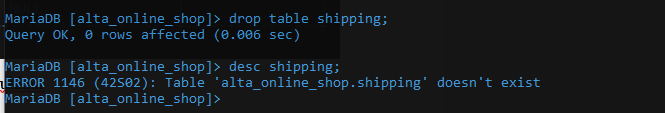 MariaDB [alta_online_shop]> drop table shipping;
Query OK, 0 rows affected (0.006 sec)
MariaDB [alta_online_shop]> desc shipping;
ERROR 1146 (42S02): Table 'alta_online_shop.shipping' doesn't exist
MariaDB [alta_online_shop]>